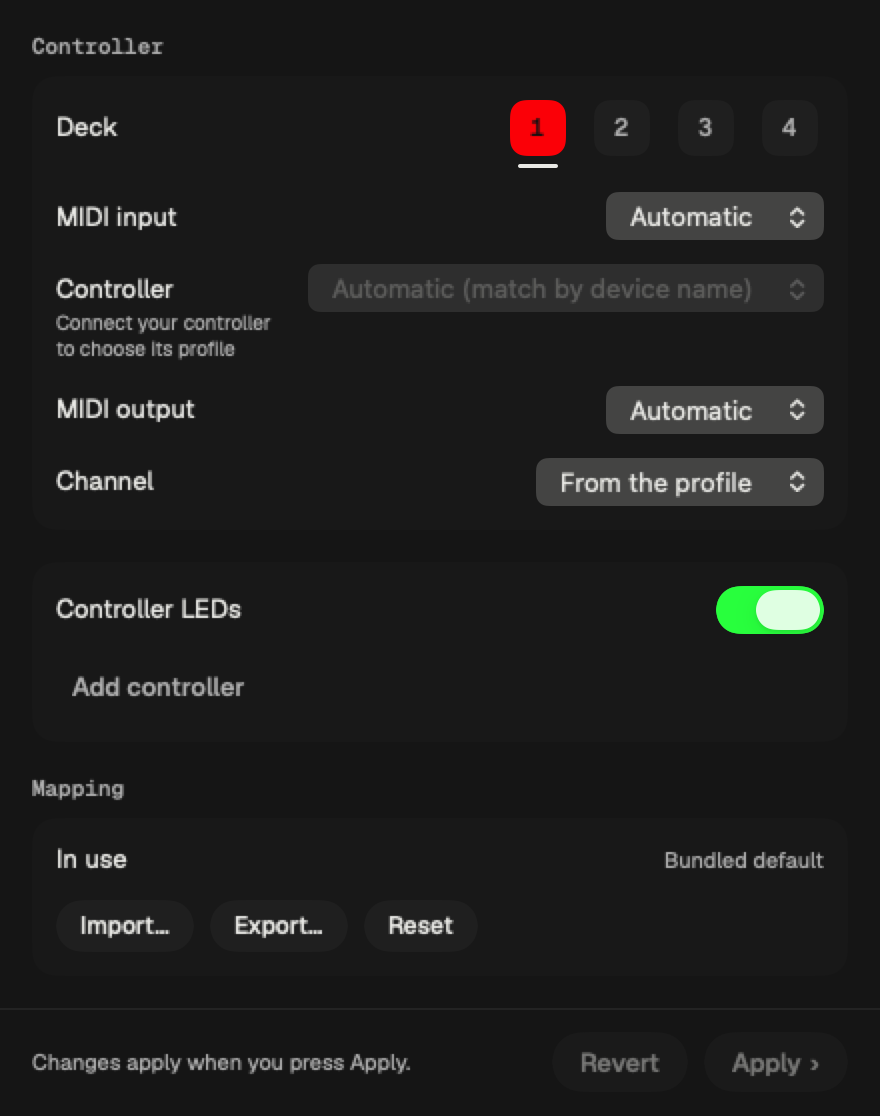 Controller
Deck
1
2
3
4
MIDI input
Automatic
Controller
Automatic (match by device name)
Connect your controller
to choose its profile
MIDI output
Automatic
Channel
From the profile
Controller LEDs
Add controller
Mapping
In use
Bundled default
Import...
Export...
Reset
Changes apply when you press Apply.
Revert
Apply ›